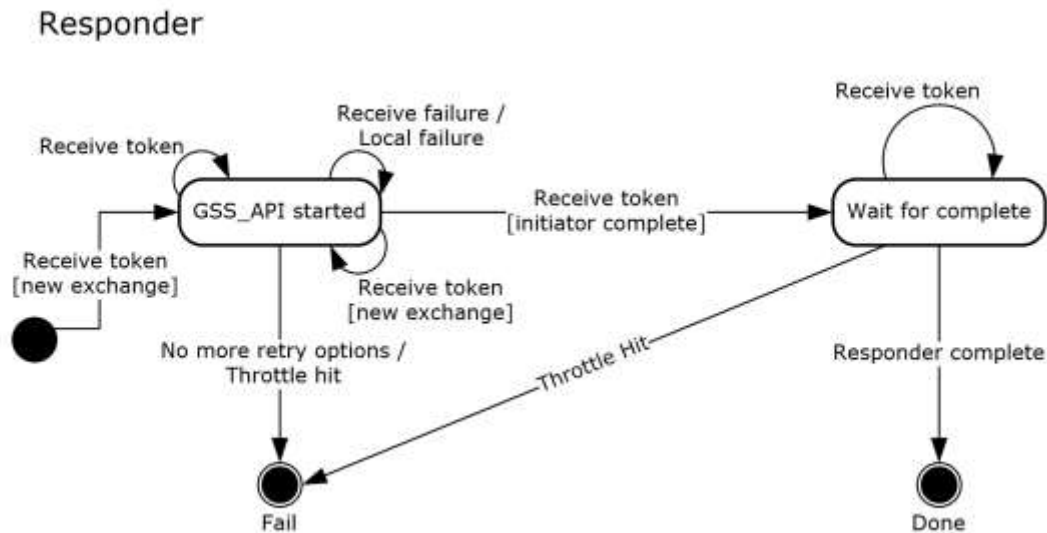 Responder
Receive token
Receive failure /
Local failure
Receive token
GSS_API started
Receive token
[initiator complete]
Wait for complete
Receive token
[new exchange]
Receive token
[new exchange]
No more retry options /
Throttle hit
Throttle Hit
Responder complete
Fail
Done